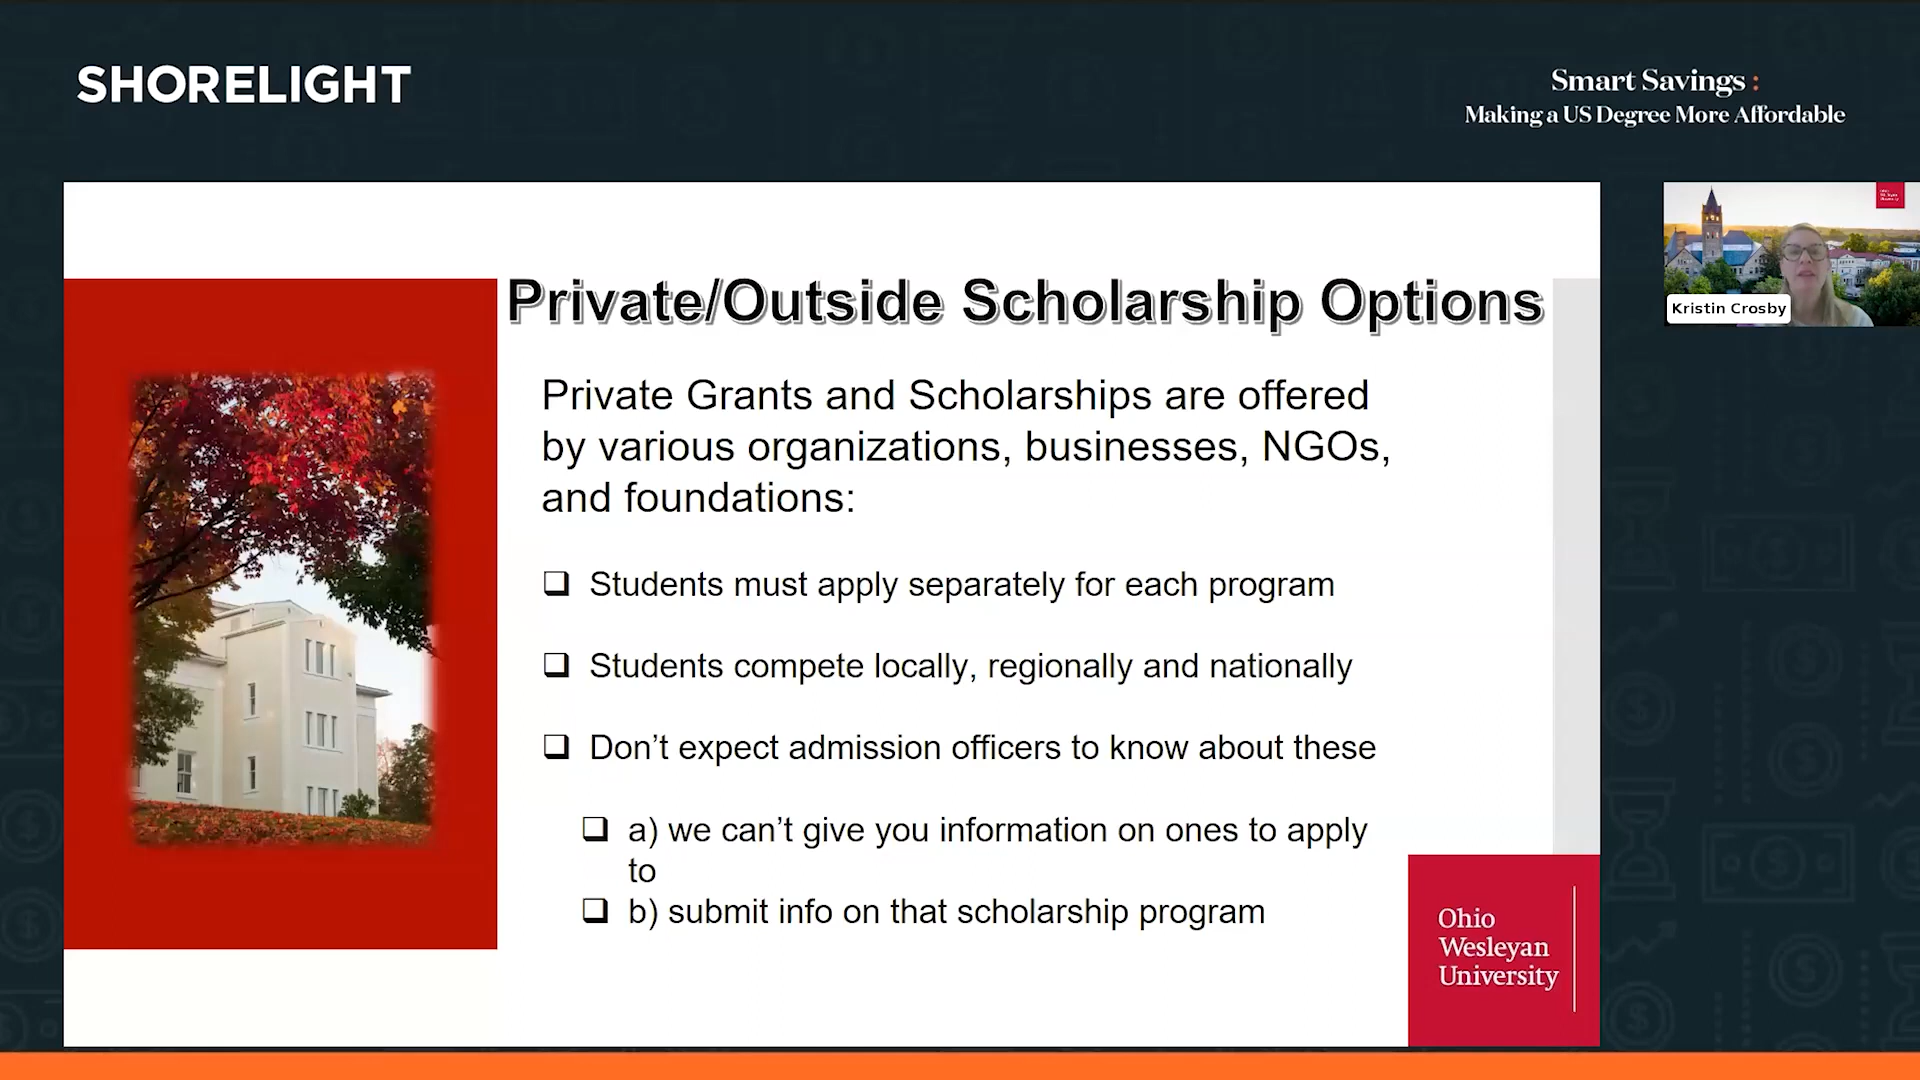 SHORELIGHT
Smart Savings :
Making a US Degree More Affordable
Kristin Crosby
Private/Outside Scholarship Options
Private Grants and Scholarships are offered
by various organizations, businesses, NGOs,
and foundations:
Students must apply separately for each program
Students compete locally, regionally and nationally
Don’t expect admission officers to know about these
a) we can’t give you information on ones to apply
to
b) submit info on that scholarship program
Ohio
Wesleyan
University